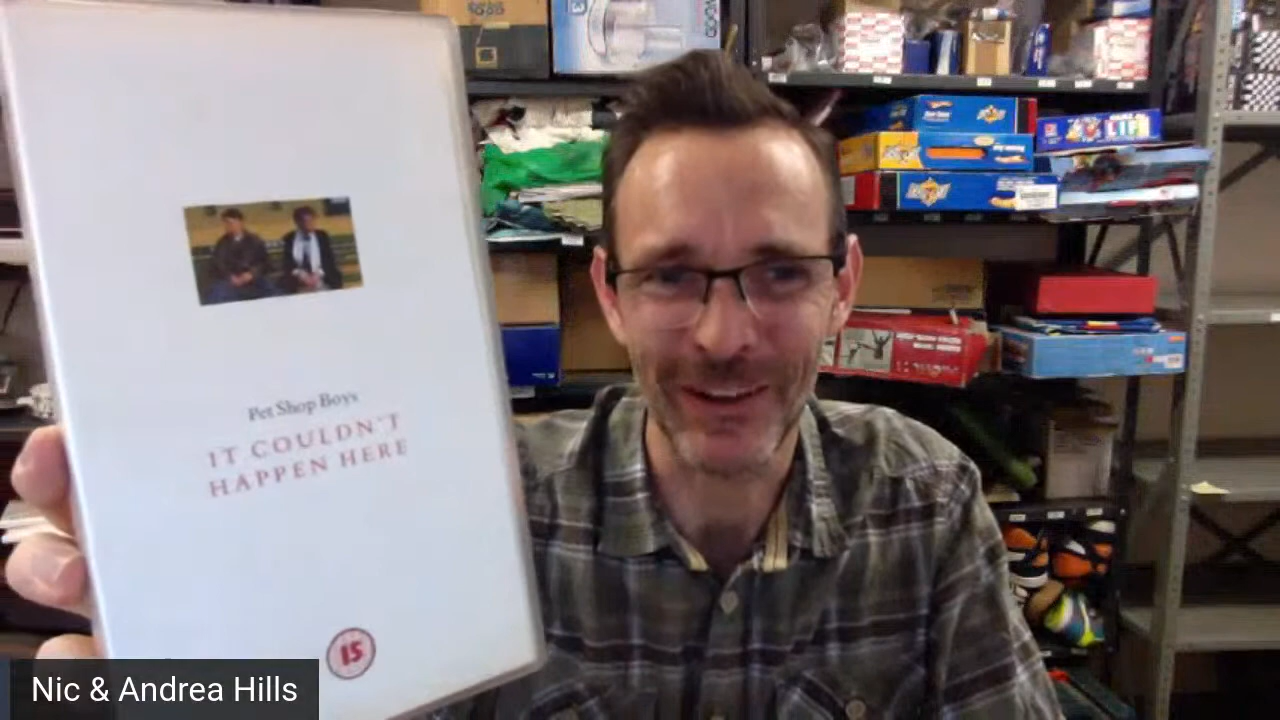 Pet Shop Boys
IT COULDN'T
HAPPEN HERE
15
Nic & Andrea Hills